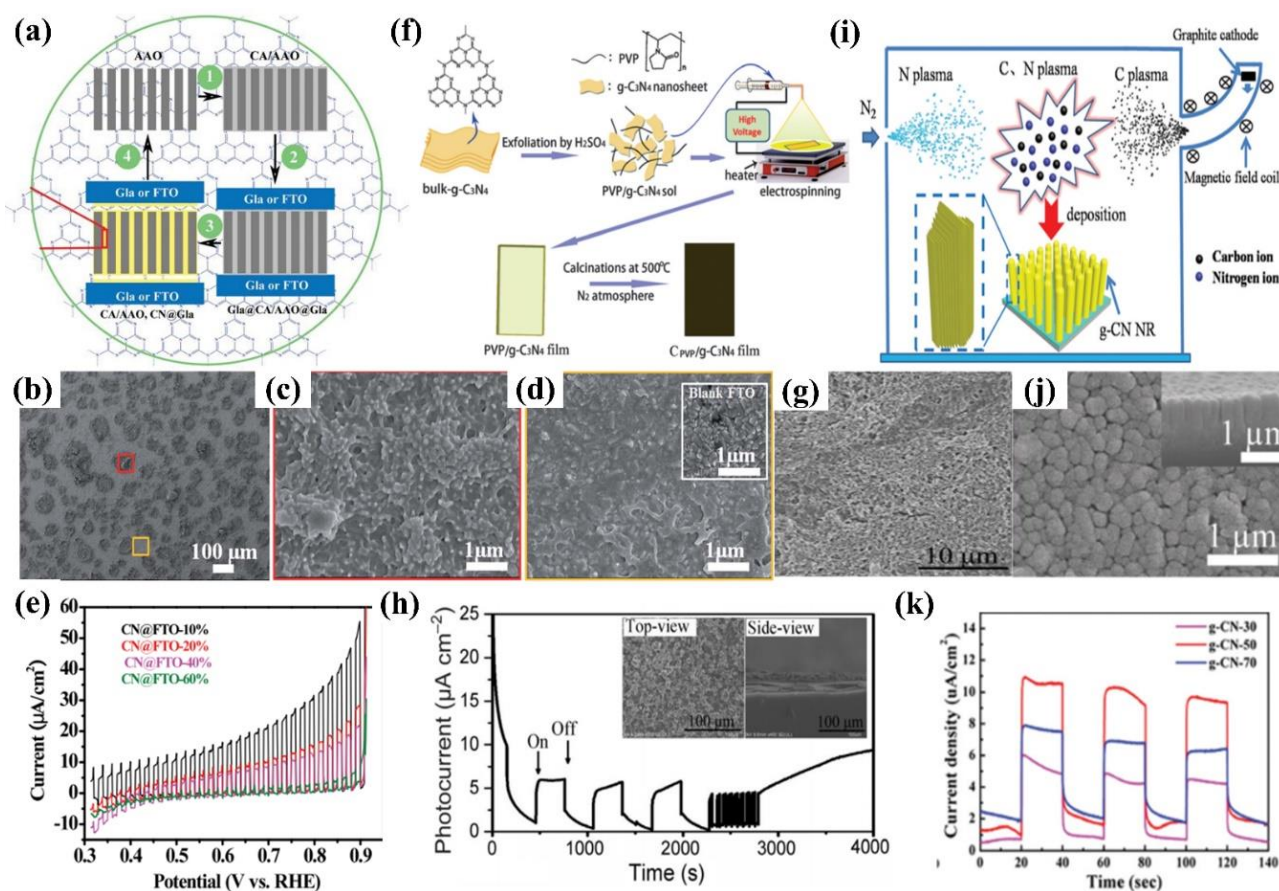 (a)
AAO
CA/AAO
1
4
2
Gla or FTO
Gla or FTO
3
Gla or FTO
Gla or FTO
CA/AAO, CN@Gla
Gla@CA/AAO@Gla
(f)
: PVP
n
: g-C3N4 nanosheet
High
Voltage
Exfoliation by H2SO4
heater
bulk-g-C3N4
PVP/g-C3N4 sol
electrospinning
Calcinations at 500℃
N2 atmosphere
PVP/g-C3N4 film
CPVP/g-C3N4 film
(i)
Graphite cathode
N plasma
C、N plasma
C plasma
N2
Magnetic field coil
deposition
Carbon ion
Nitrogen ion
g-CN NR
(b)
100 μm
(c)
1μm
(d)
Blank FTO
1μm
1μm
(g)
10 μm
(j)
1 μm
1 μm
(e)
Current (μA/cm²)
60
50
40
30
20
10
0
-10
CN@FTO-10%
CN@FTO-20%
CN@FTO-40%
CN@FTO-60%
0.3 0.4 0.5 0.6 0.7 0.8 0.9
Potential (V vs. RHE)
(h)
Photocurrent (μA cm⁻²)
25
20
15
10
5
0
Top-view
Side-view
100 μm
100 μm
On
Off
0 1000 2000 3000 4000
Time (s)
(k)
Current density (uA/cm²)
14
12
10
8
6
4
2
0
g-CN-30
g-CN-50
g-CN-70
0 20 40 60 80 100 120 140
Time (sec)